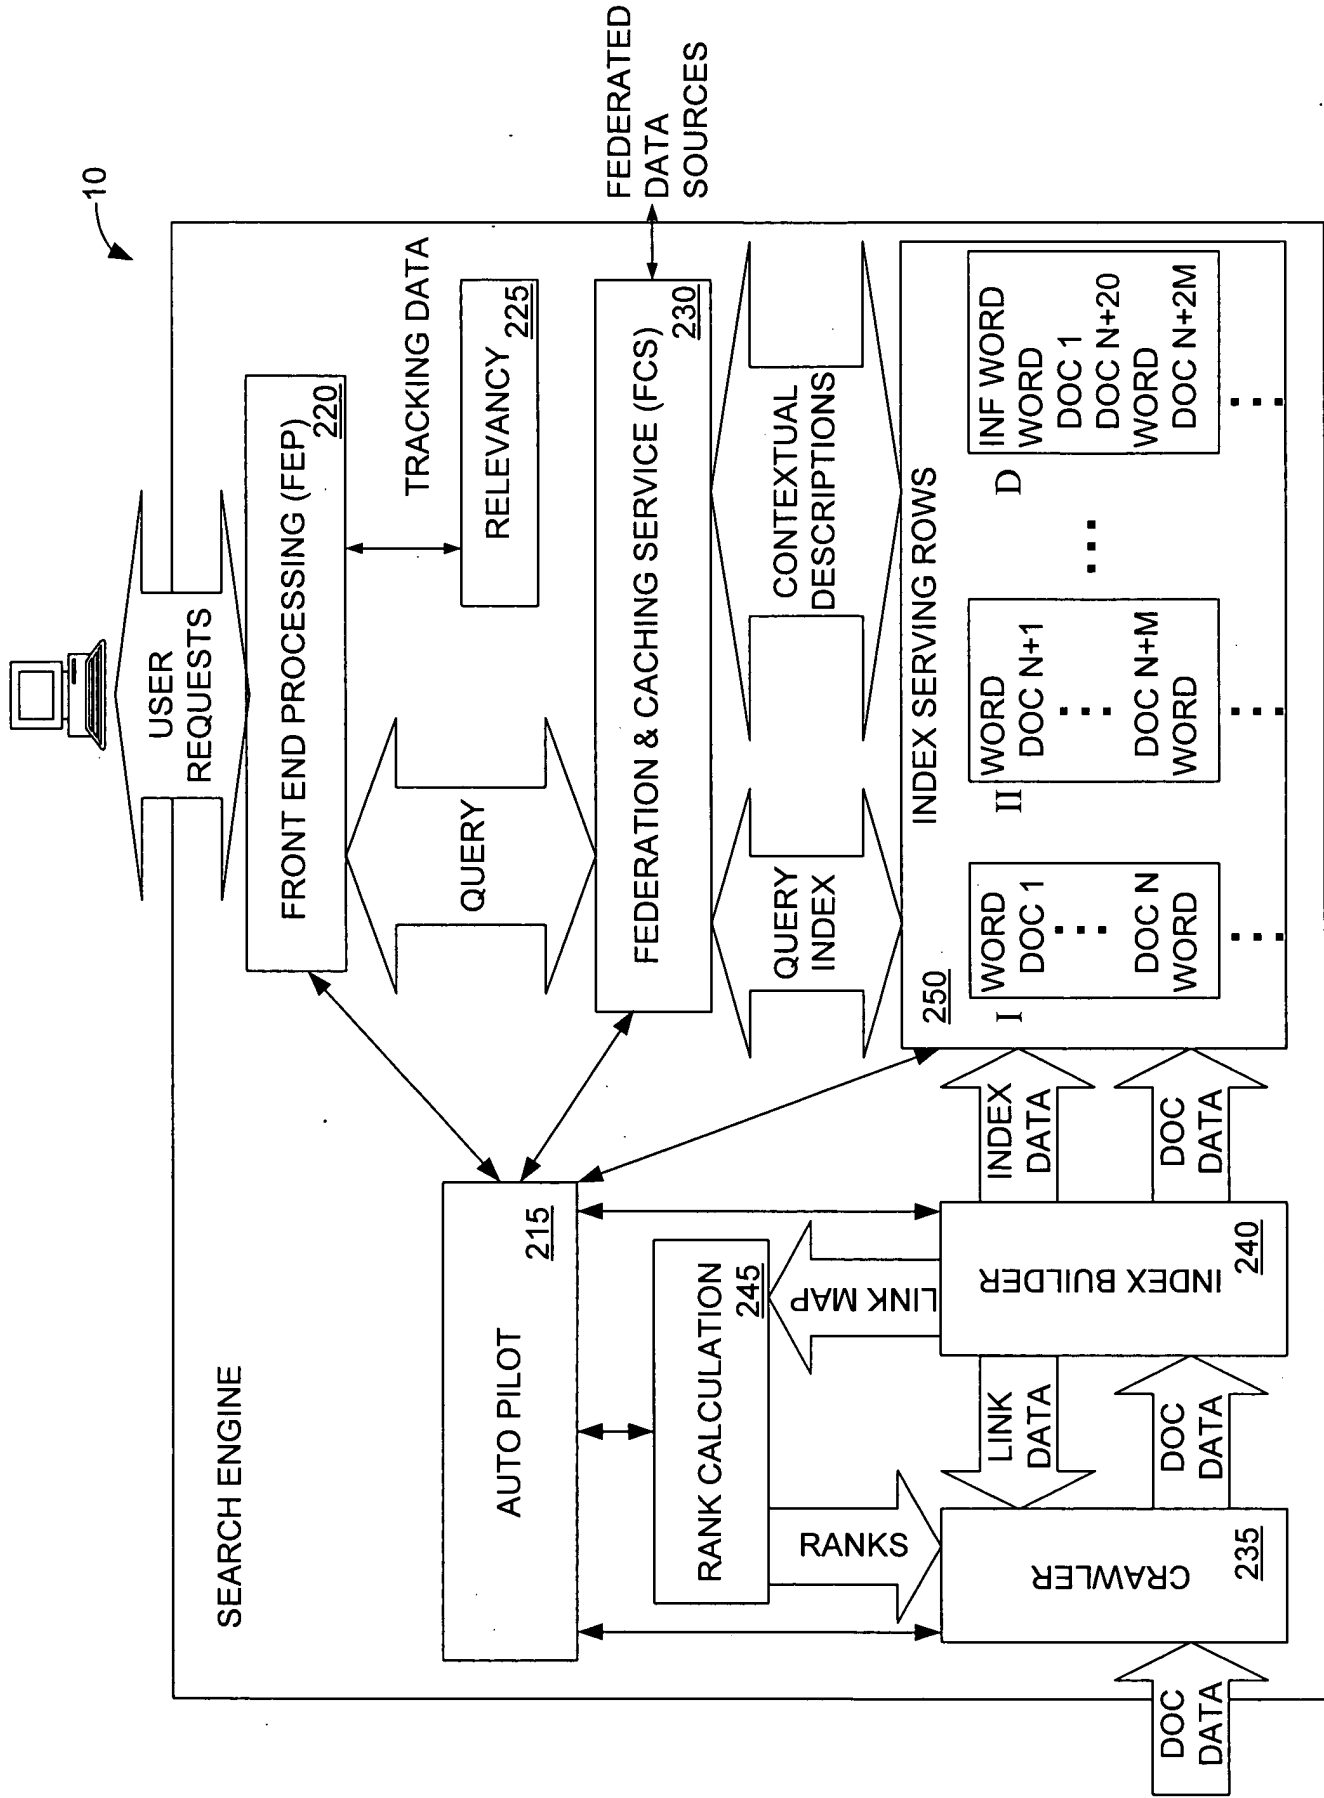 10
SEARCH ENGINE
USER
REQUESTS
FRONT END PROCESSING (FEP)
220
TRACKING DATA
RELEVANCY
225
QUERY
FEDERATION & CACHING SERVICE (FCS)
230
FEDERATED
DATA
SOURCES
AUTO PILOT
215
RANK CALCULATION
245
RANKS
LINK MAP
QUERY
INDEX
CONTEXTUAL
DESCRIPTIONS
DOC
DATA
CRAWLER
235
LINK
DATA
DOC
DATA
INDEX BUILDER
240
INDEX
DATA
DOC
DATA
250
INDEX SERVING ROWS
I
WORD
DOC 1
DOC N
WORD
II
WORD
DOC N+1
DOC N+M
WORD
D
INF WORD
WORD
DOC 1
DOC N+20
WORD
DOC N+2M